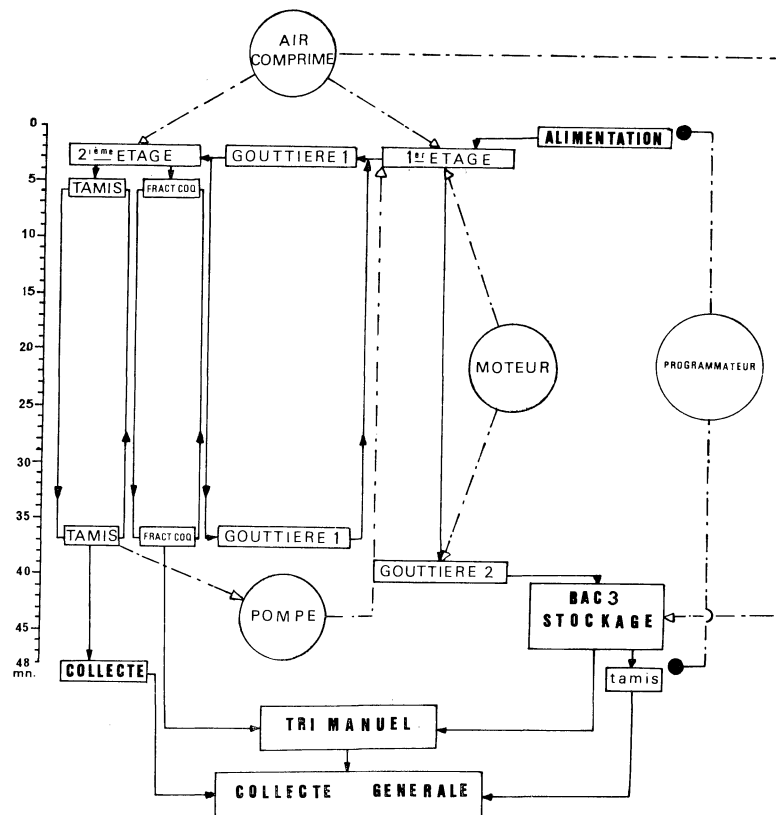 AIR
COMPRIME
0
ALIMENTATION
2ième ETAGE
GOUTTIERE 1
1er ETAGE
5
TAMIS
FRACT COQ
10
15
20
MOTEUR
PROGRAMMATEUR
25
30
35
TAMIS
FRACT COQ
GOUTTIERE 1
40
GOUTTIERE 2
POMPE
BAC 3
STOCKAGE
45
48
mn.
COLLECTE
tamis
TRI MANUEL
COLLECTE GENERALE